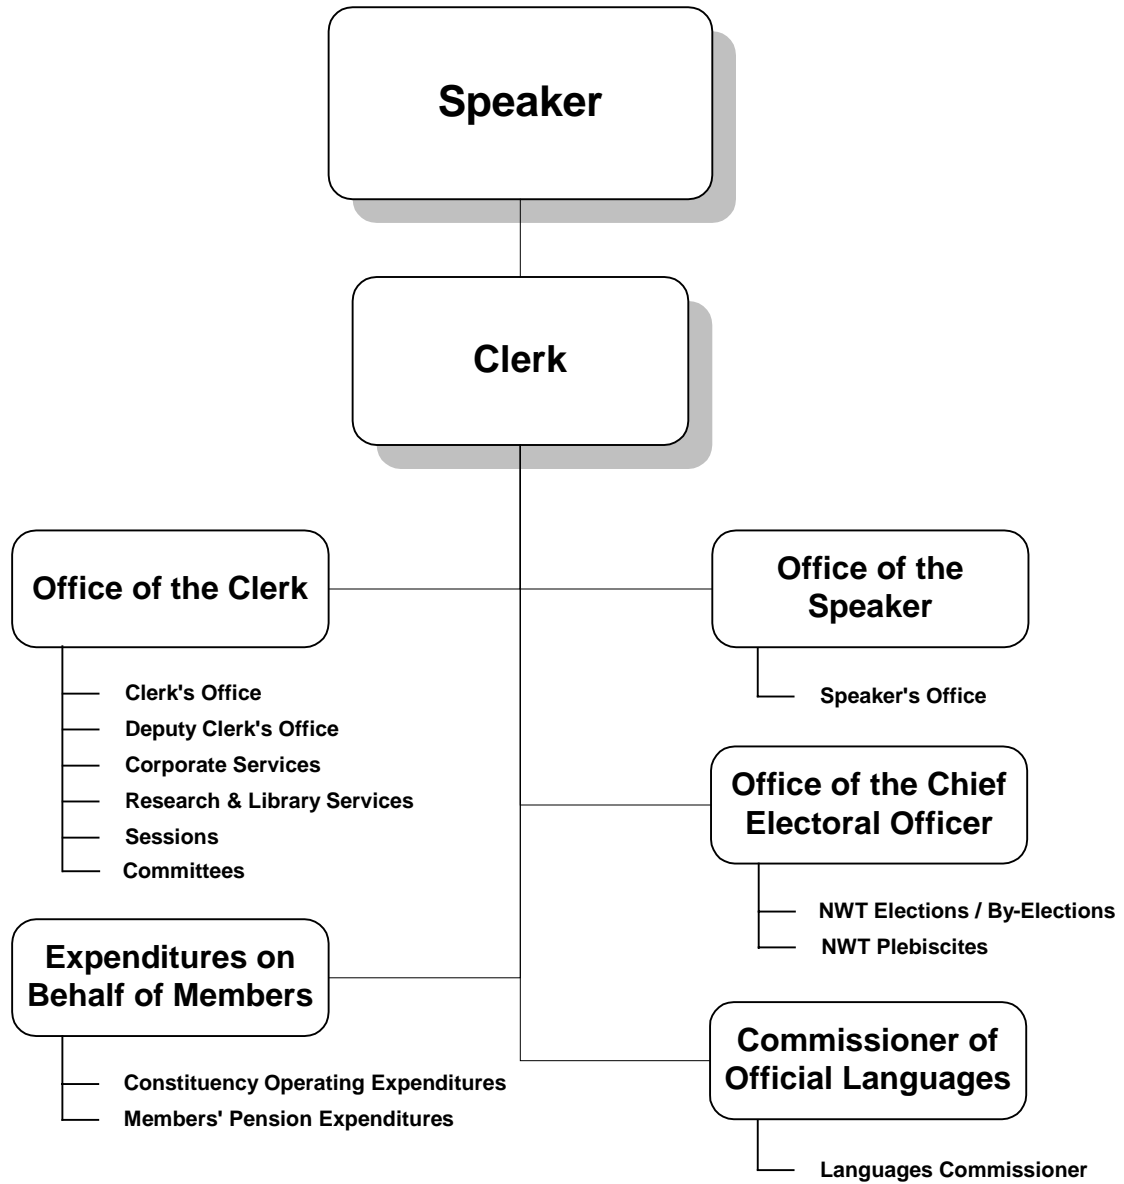 Speaker
Clerk
Office of the Clerk
Clerk's Office
Deputy Clerk's Office
Corporate Services
Research & Library Services
Sessions
Committees
Expenditures on
Behalf of Members
Constituency Operating Expenditures
Members' Pension Expenditures
Office of the
Speaker
Speaker's Office
Office of the Chief
Electoral Officer
NWT Elections / By-Elections
NWT Plebiscites
Commissioner of
Official Languages
Languages Commissioner